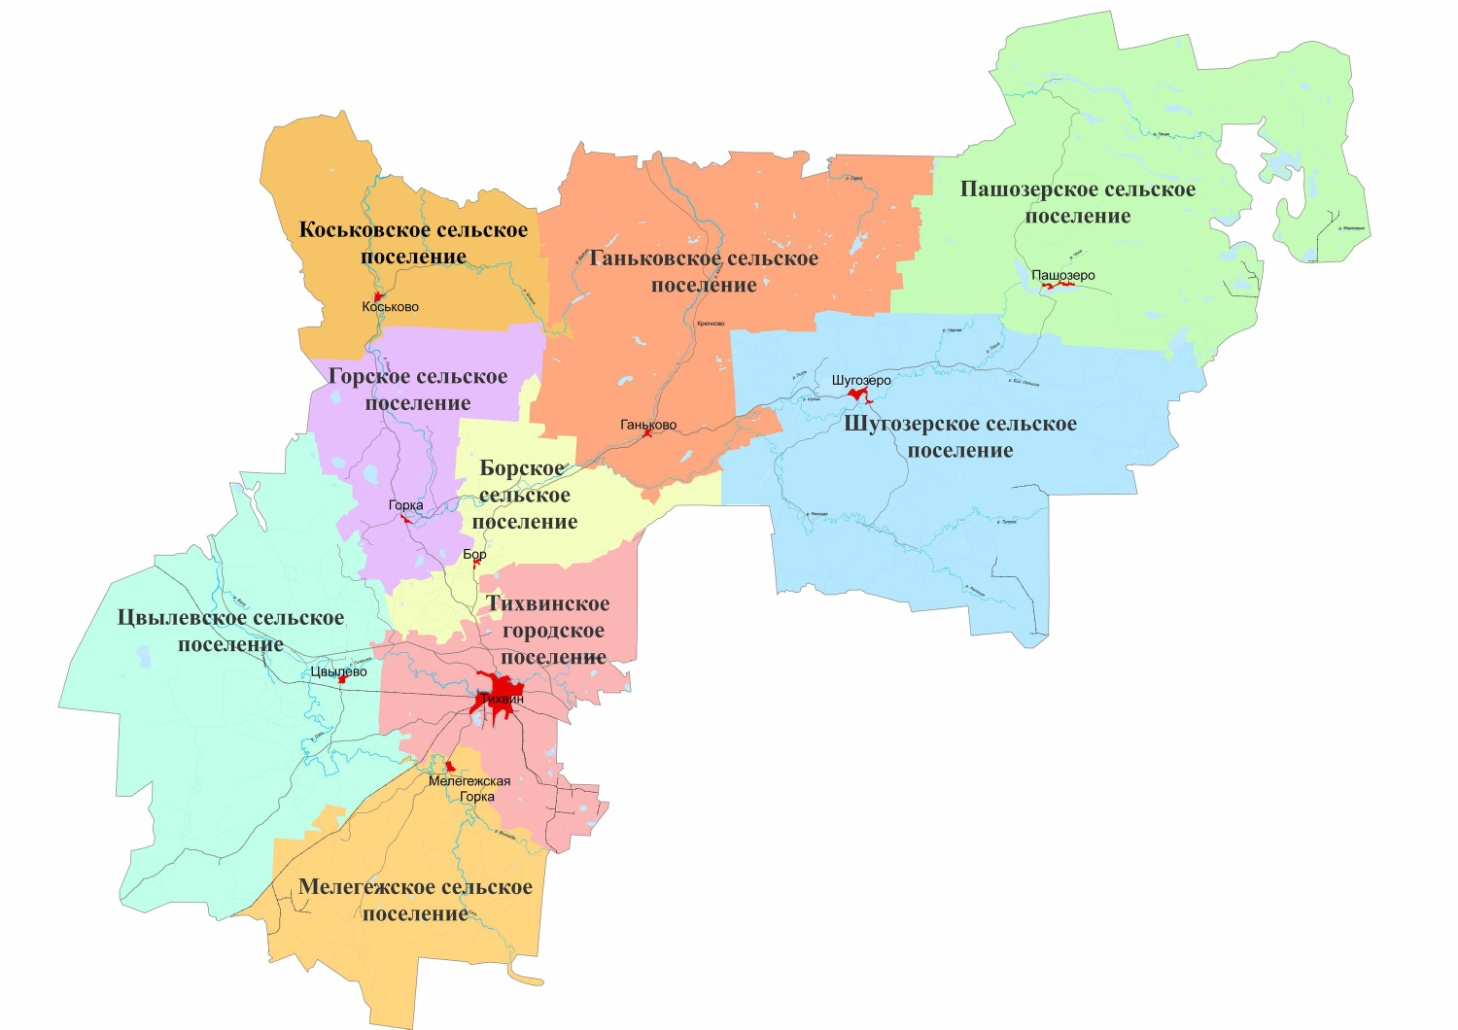 Пашозерское сельское
поселение
Пашозеро
Коськовское сельское
поселение
Коськово
Ганьковское сельское
поселение
Крючково
Ганьково
Горское сельское
поселение
Горка
Шугозеро
Шугозерское сельское
поселение
Борское
сельское
поселение
Бор
Тихвинское
городское
поселение
Тихвин
Цвылевское сельское
поселение
Цвылево
Мелегежская
Горка
Мелегежское сельское
поселение